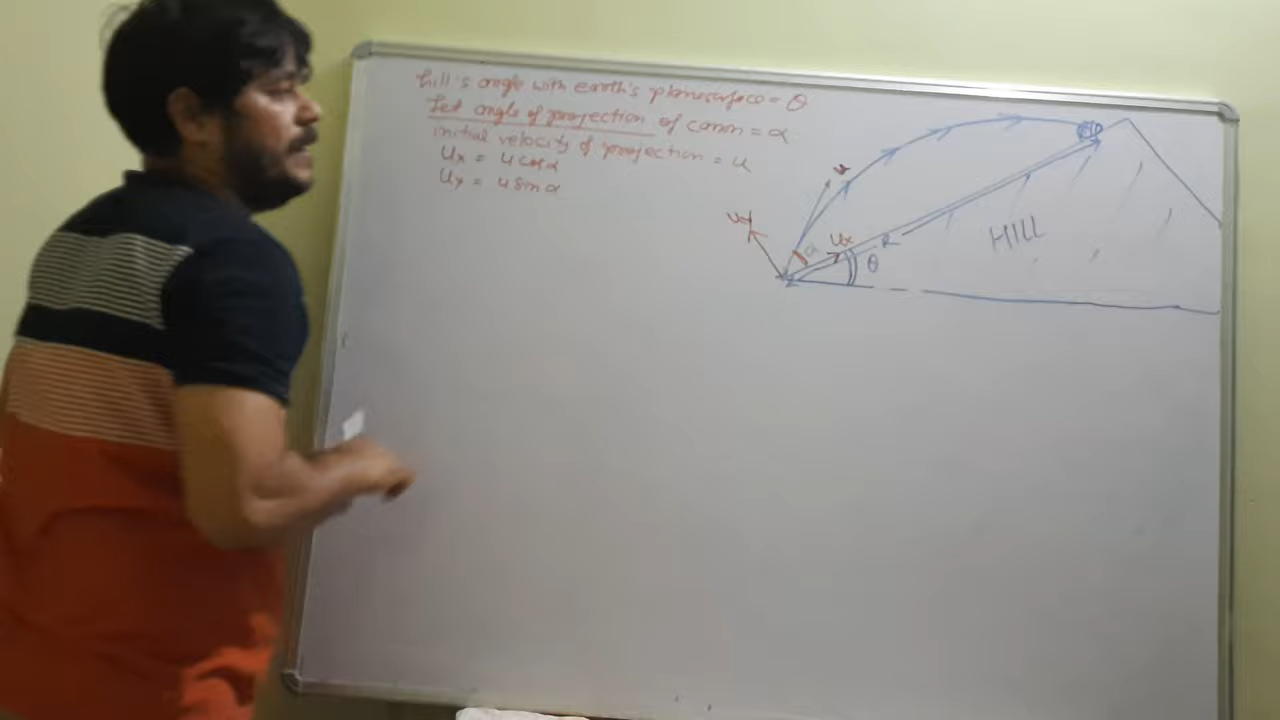 hill's angle with earth's plane surface = θ
Let angle of projection of canon = α
initial velocity of projection = u
Ux = u cos α
Uy = u sin α
u
Uy
α
Ux
R
θ
HILL